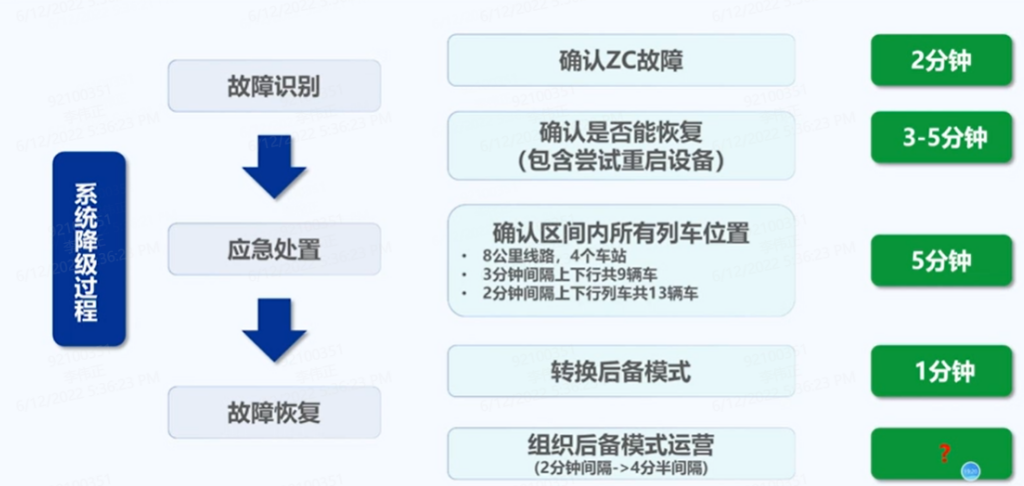 系统降级过程
故障识别
应急处置
故障恢复
确认ZC故障
2分钟
确认是否能恢复
（包含尝试重启设备）
3-5分钟
确认区间内所有列车位置
• 8公里线路，4个车站
• 3分钟间隔上下行共9辆车
• 2分钟间隔上下行列车共13辆车
5分钟
转换后备模式
1分钟
组织后备模式运营
(2分钟间隔->4分半间隔)
?